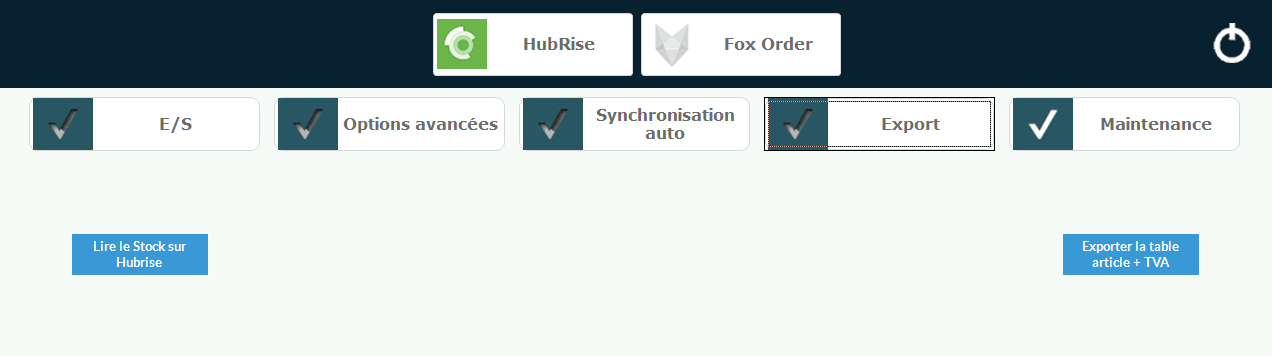 HubRise
Fox Order
E/S
Options avancées
Synchronisation
auto
Export
Maintenance
Lire le Stock sur
Hubrise
Exporter la table
article + TVA